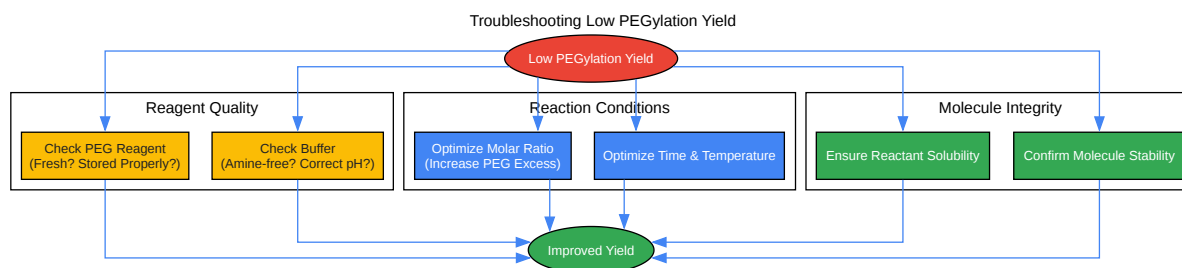 Troubleshooting Low PEGylation Yield
Low PEGylation Yield
Reagent Quality
Reaction Conditions
Molecule Integrity
Check PEG Reagent
(Fresh? Stored Properly?)
Check Buffer
(Amine-free? Correct pH?)
Optimize Molar Ratio
(Increase PEG Excess)
Optimize Time & Temperature
Ensure Reactant Solubility
Confirm Molecule Stability
Improved Yield